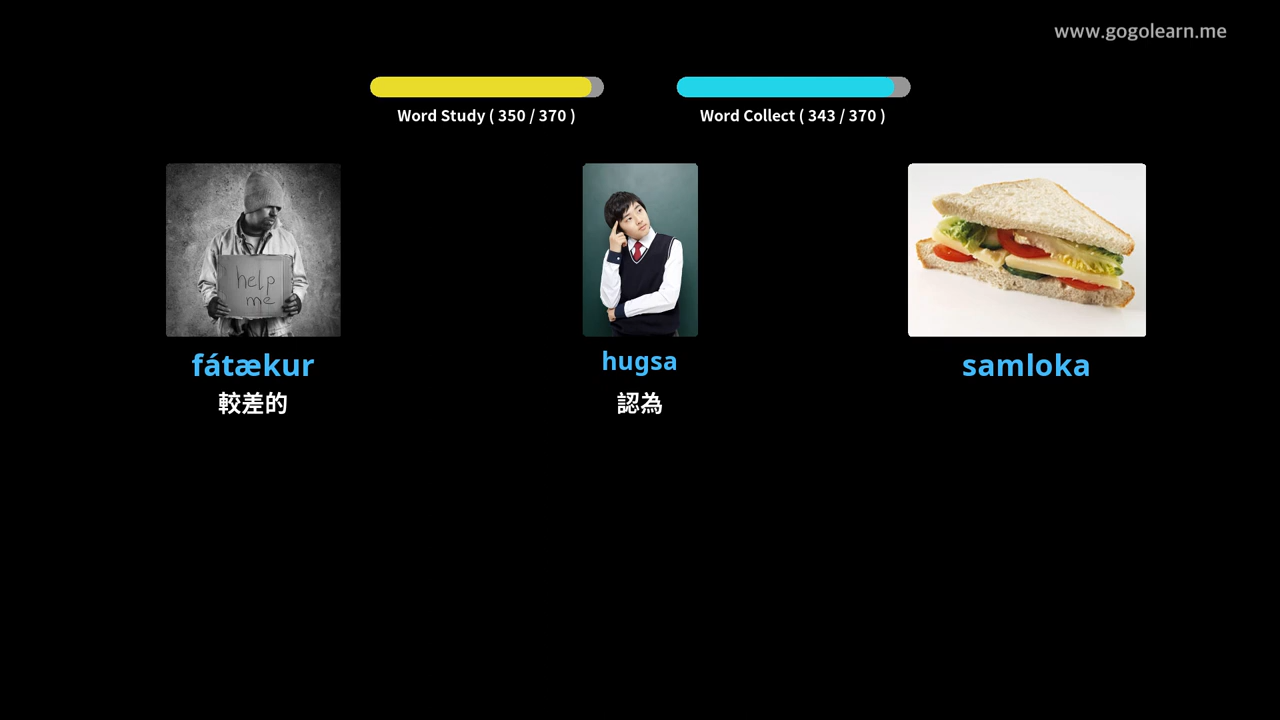 www.gogolearn.me
Word Study ( 350 / 370 )
Word Collect ( 343 / 370 )
help
me
fátækur
hugsa
samloka
較差的
認為